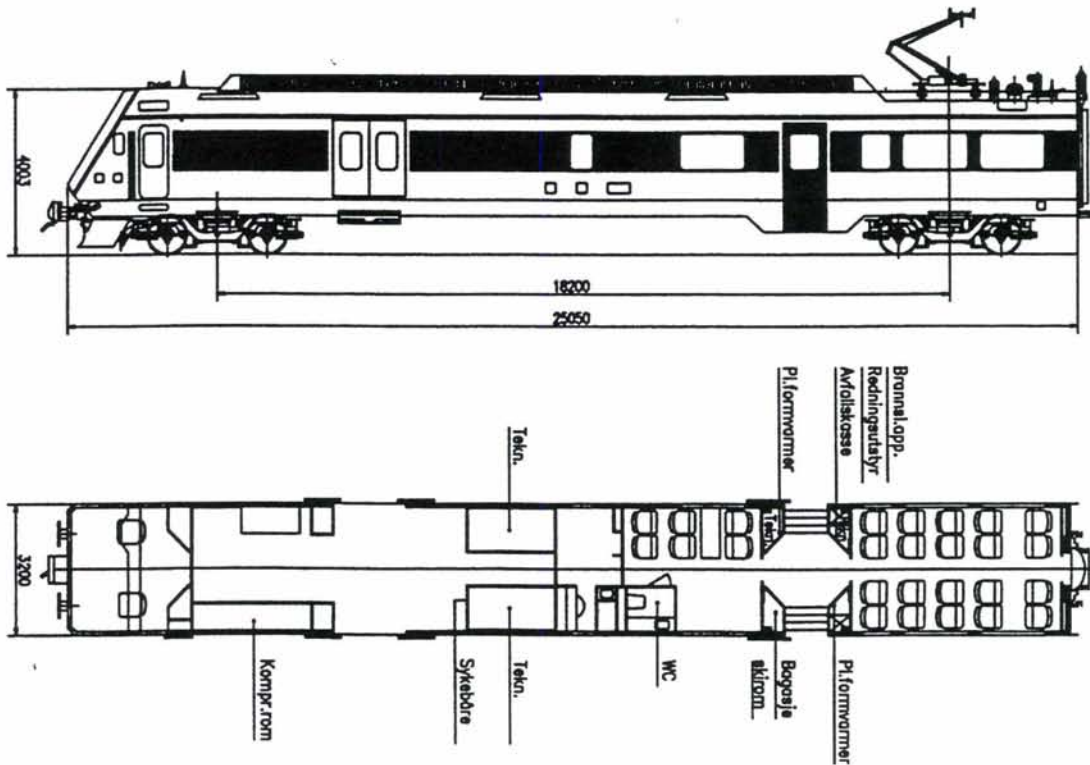 4003
18200
25050
Brannsl.app.
Redningsutstyr
Avfallskasse
Pl.formvarmer
Tekn.
3200
Tekn.
Kompr.rom
Sykebåre
Tekn.
WC
Bagasje
skirom
Pl.formvarmer